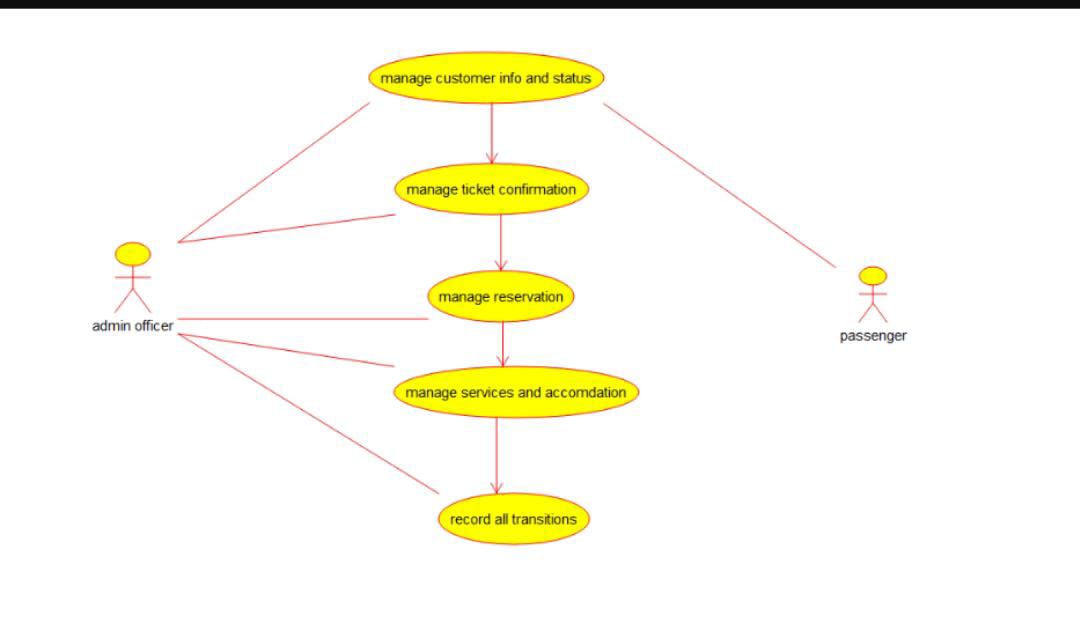 manage customer info and status
manage ticket confirmation
manage reservation
admin officer
passenger
manage services and accomdation
record all transitions